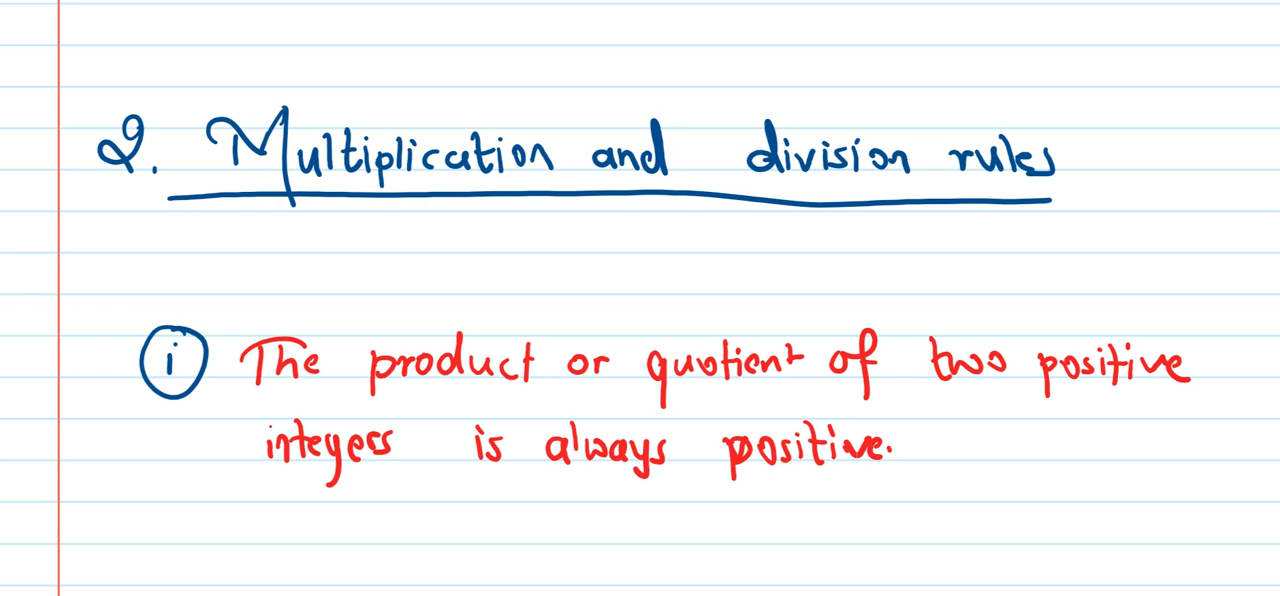 2. Multiplication and division rules
i The product or quotient of two positive
integers is always positive.